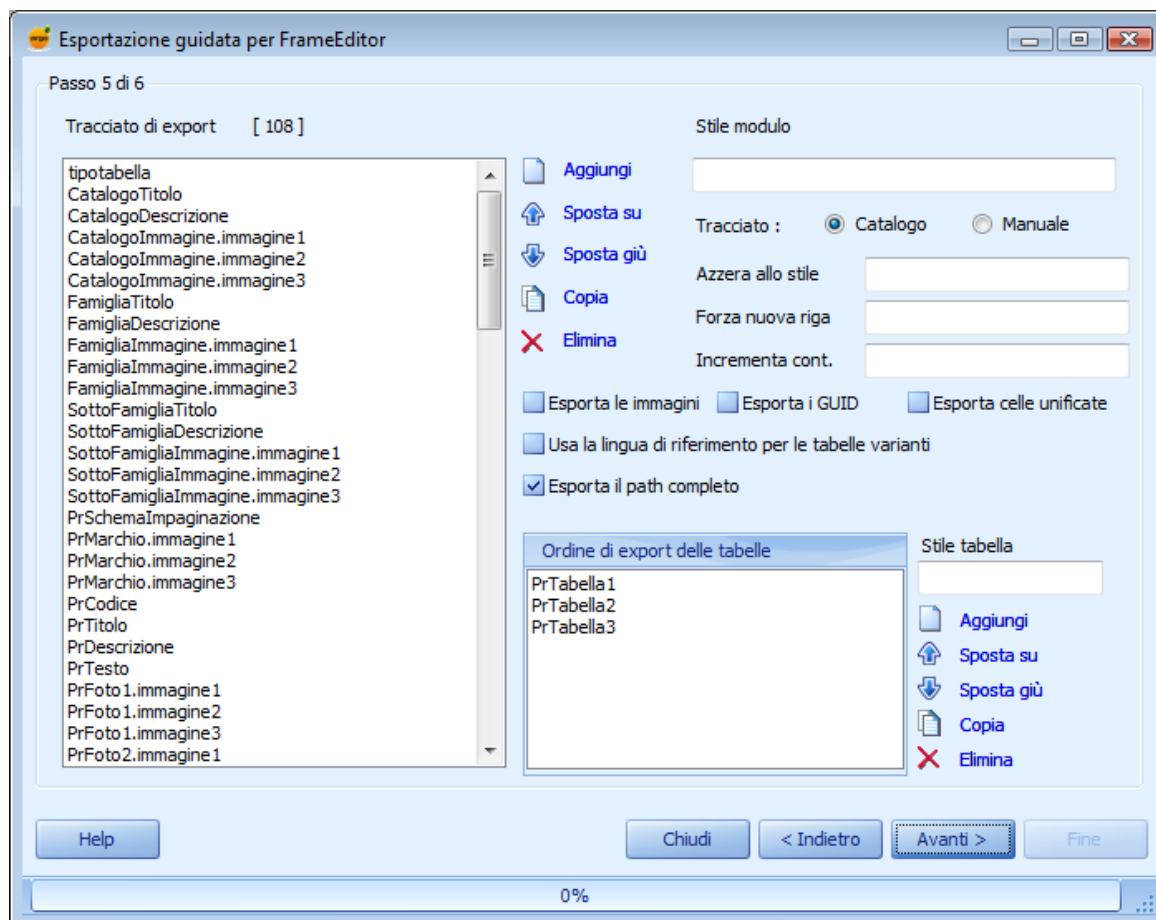 Esportazione guidata per FrameEditor
Passo 5 di 6
Tracciato di export [ 108 ]
tipotabella
CatalogoTitolo
CatalogoDescrizione
CatalogoImmagine.immagine1
CatalogoImmagine.immagine2
CatalogoImmagine.immagine3
FamigliaTitolo
FamigliaDescrizione
FamigliaImmagine.immagine1
FamigliaImmagine.immagine2
FamigliaImmagine.immagine3
SottoFamigliaTitolo
SottoFamigliaDescrizione
SottoFamigliaImmagine.immagine1
SottoFamigliaImmagine.immagine2
SottoFamigliaImmagine.immagine3
PrSchemaImpaginazione
PrMarchio.immagine1
PrMarchio.immagine2
PrMarchio.immagine3
PrCodice
PrTitolo
PrDescrizione
PrTesto
PrFoto1.immagine1
PrFoto1.immagine2
PrFoto1.immagine3
PrFoto2.immagine1
Aggiungi
Sposta su
Sposta giù
Copia
Elimina
Stile modulo
Tracciato : Catalogo Manuale
Azzera allo stile
Forza nuova riga
Incrementa cont.
Esporta le immagini Esporta i GUID Esporta celle unificate
Usa la lingua di riferimento per le tabelle varianti
Esporta il path completo
Ordine di export delle tabelle
PrTabella1
PrTabella2
PrTabella3
Stile tabella
Aggiungi
Sposta su
Sposta giù
Copia
Elimina
Help Chiudi < Indietro Avanti > Fine
0%